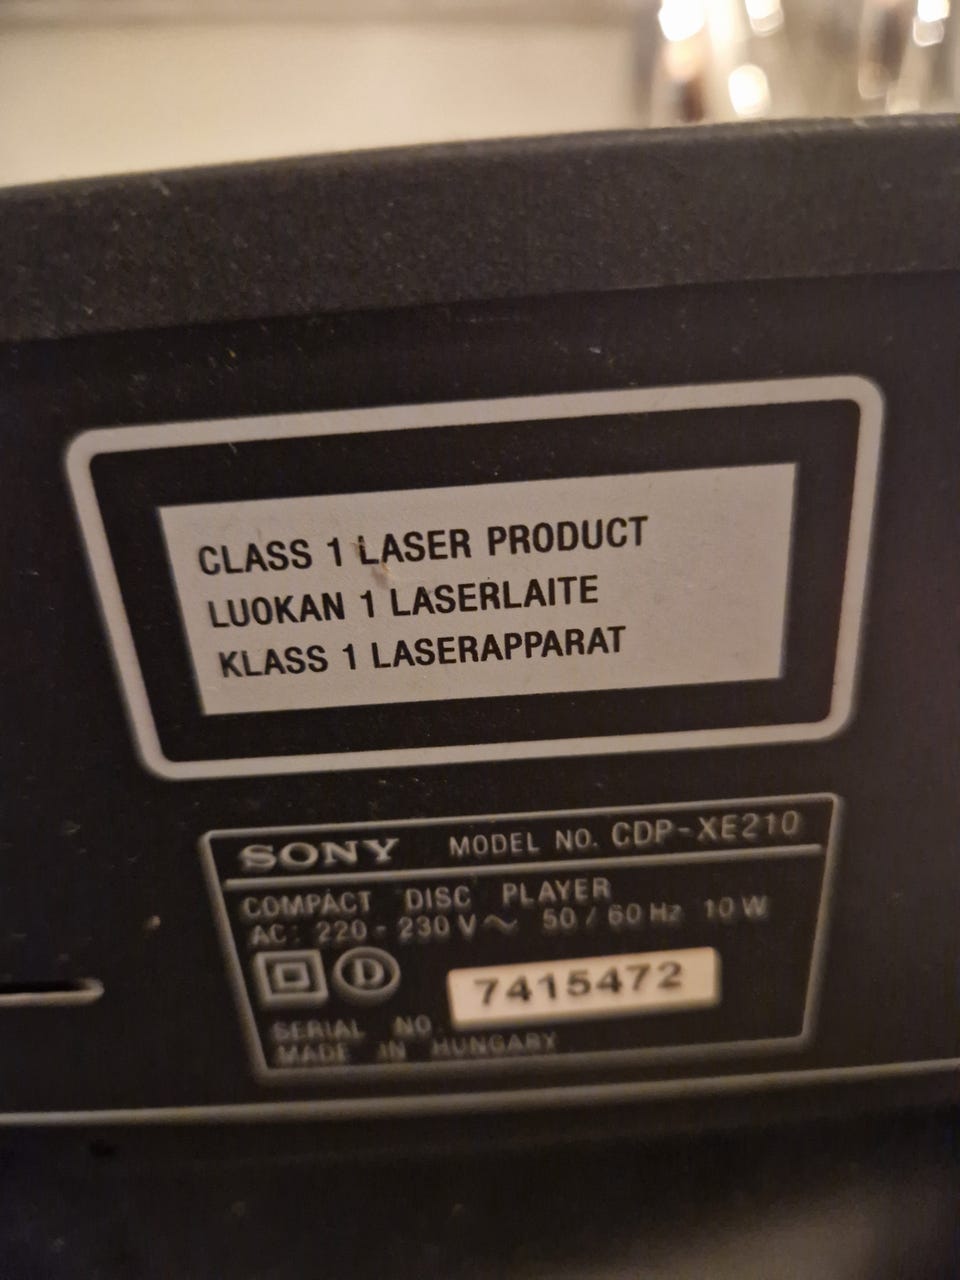 CLASS 1 LASER PRODUCT
LUOKAN 1 LASERLAITE
KLASS 1 LASERAPPARAT
SONY MODEL NO. CDP-XE210
COMPACT DISC PLAYER
AC: 220 - 230 V ~ 50 / 60 Hz 10 W
D
7415472
SERIAL NO.
MADE IN HUNGARY